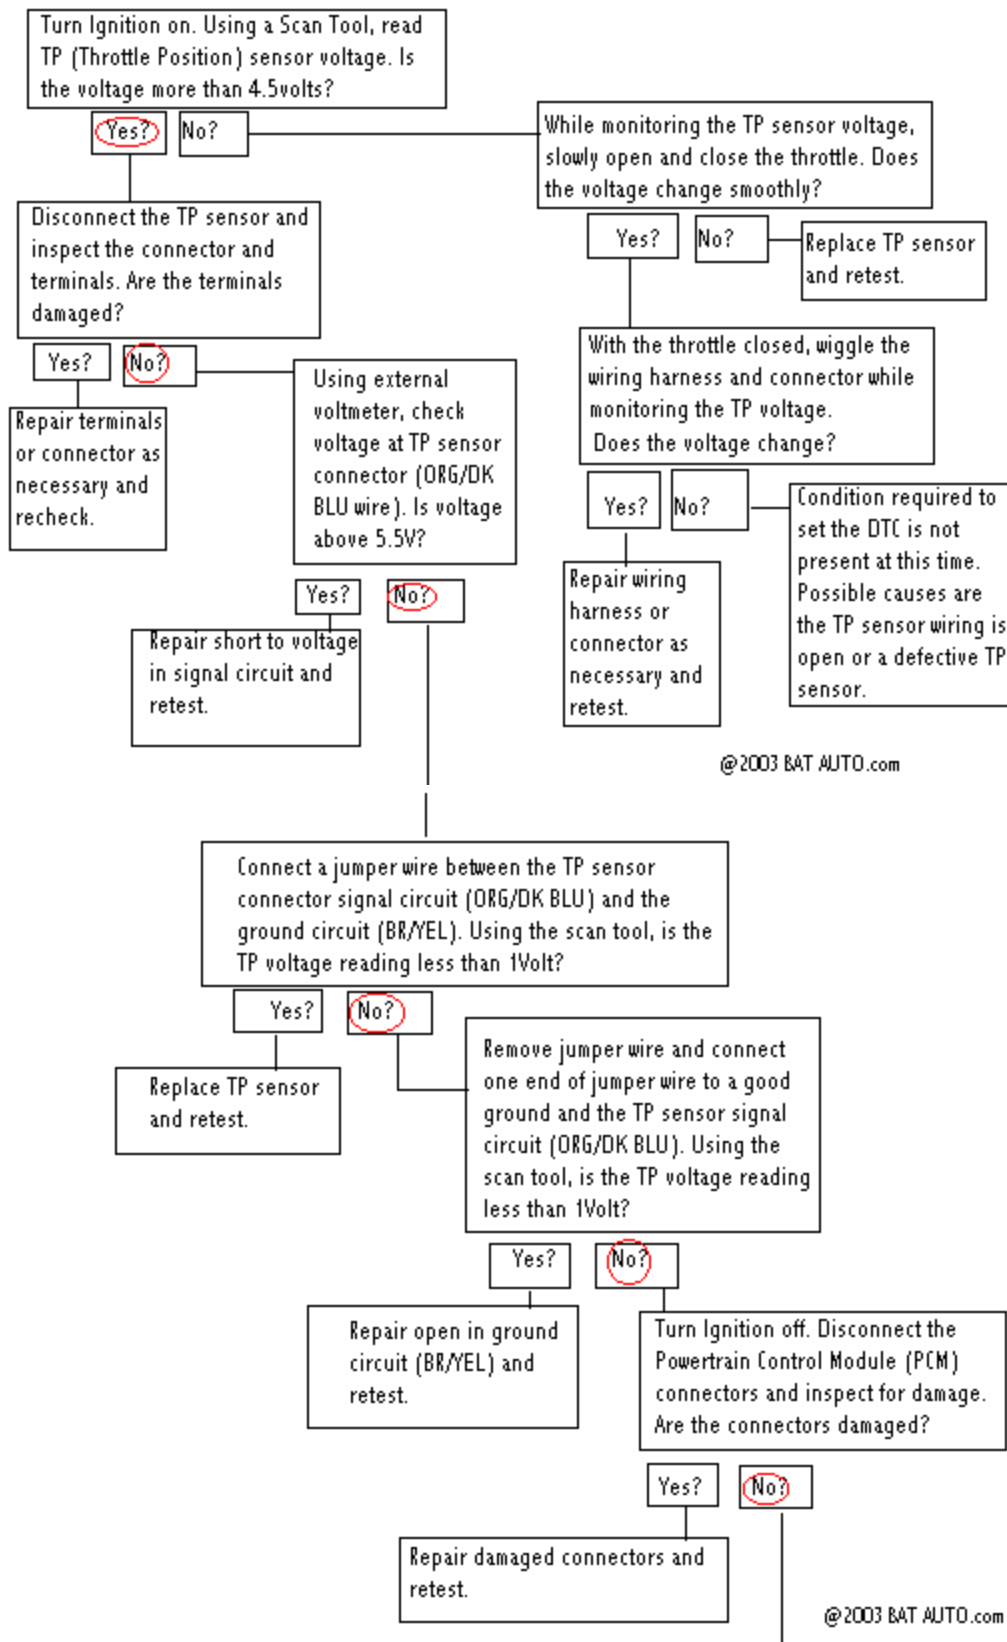 Turn Ignition on. Using a Scan Tool, read
TP (Throttle Position) sensor voltage. Is
the voltage more than 4.5volts?
Yes?
No?
While monitoring the TP sensor voltage,
slowly open and close the throttle. Does
the voltage change smoothly?
Yes?
No?
Replace TP sensor
and retest.
Disconnect the TP sensor and
inspect the connector and
terminals. Are the terminals
damaged?
Yes?
No?
Repair terminals
or connector as
necessary and
recheck.
Using external
voltmeter, check
voltage at TP sensor
connector (ORG/DK
BLU wire). Is voltage
above 5.5V?
With the throttle closed, wiggle the
wiring harness and connector while
monitoring the TP voltage.
Does the voltage change?
Yes?
No?
Repair wiring
harness or
connector as
necessary and
retest.
Condition required to
set the DTC is not
present at this time.
Possible causes are
the TP sensor wiring is
open or a defective TP
sensor.
Yes?
No?
Repair short to voltage
in signal circuit and
retest.
@2003 BAT AUTO.com
Connect a jumper wire between the TP sensor
connector signal circuit (ORG/DK BLU) and the
ground circuit (BR/YEL). Using the scan tool, is the
TP voltage reading less than 1Volt?
Yes?
No?
Replace TP sensor
and retest.
Remove jumper wire and connect
one end of jumper wire to a good
ground and the TP sensor signal
circuit (ORG/DK BLU). Using the
scan tool, is the TP voltage reading
less than 1Volt?
Yes?
No?
Repair open in ground
circuit (BR/YEL) and
retest.
Turn Ignition off. Disconnect the
Powertrain Control Module (PCM)
connectors and inspect for damage.
Are the connectors damaged?
Yes?
No?
Repair damaged connectors and
retest.
@2003 BAT AUTO.com